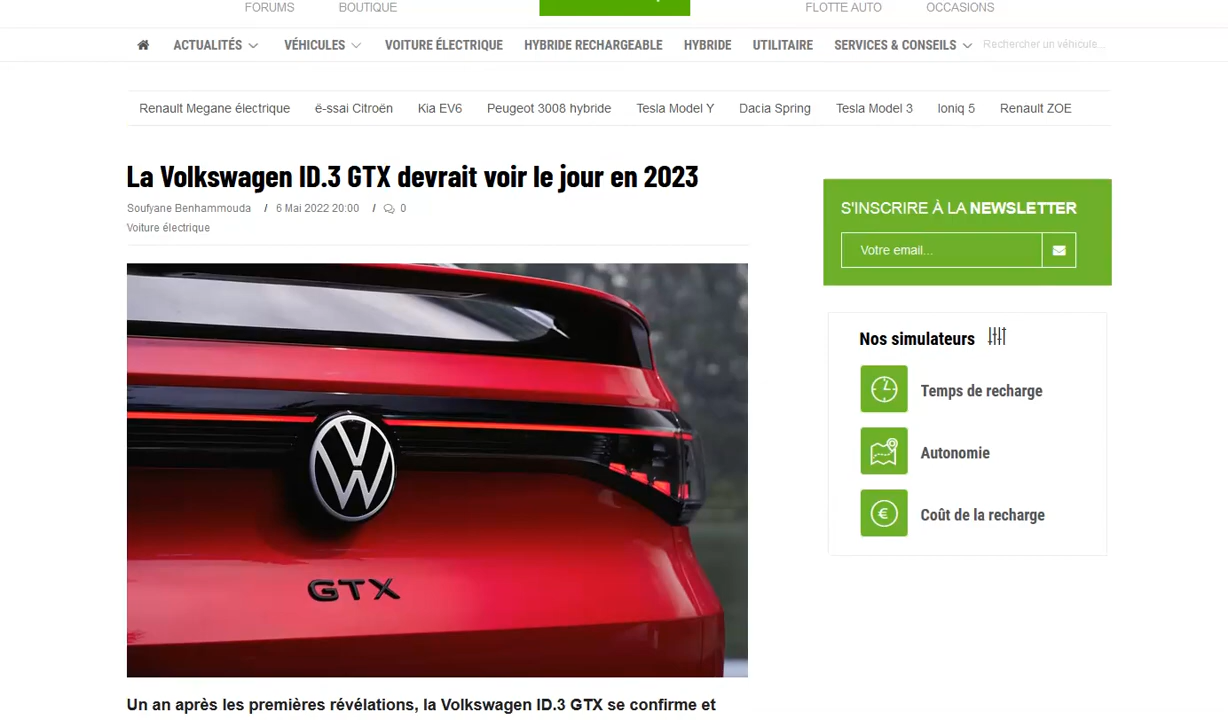 FORUMS BOUTIQUE FLOTTE AUTO OCCASIONS
ACTUALITÉS VÉHICULES VOITURE ÉLECTRIQUE HYBRIDE RECHARGEABLE HYBRIDE UTILITAIRE SERVICES & CONSEILS Rechercher un véhicule...
Renault Megane électrique ë-ssai Citroën Kia EV6 Peugeot 3008 hybride Tesla Model Y Dacia Spring Tesla Model 3 Ioniq 5 Renault ZOE
La Volkswagen ID.3 GTX devrait voir le jour en 2023
Soufyane Benhammouda / 6 Mai 2022 20:00 / 0
Voiture électrique
GTX
Un an après les premières révélations, la Volkswagen ID.3 GTX se confirme et
S'INSCRIRE À LA NEWSLETTER
Votre email...
Nos simulateurs
Temps de recharge
Autonomie
Coût de la recharge